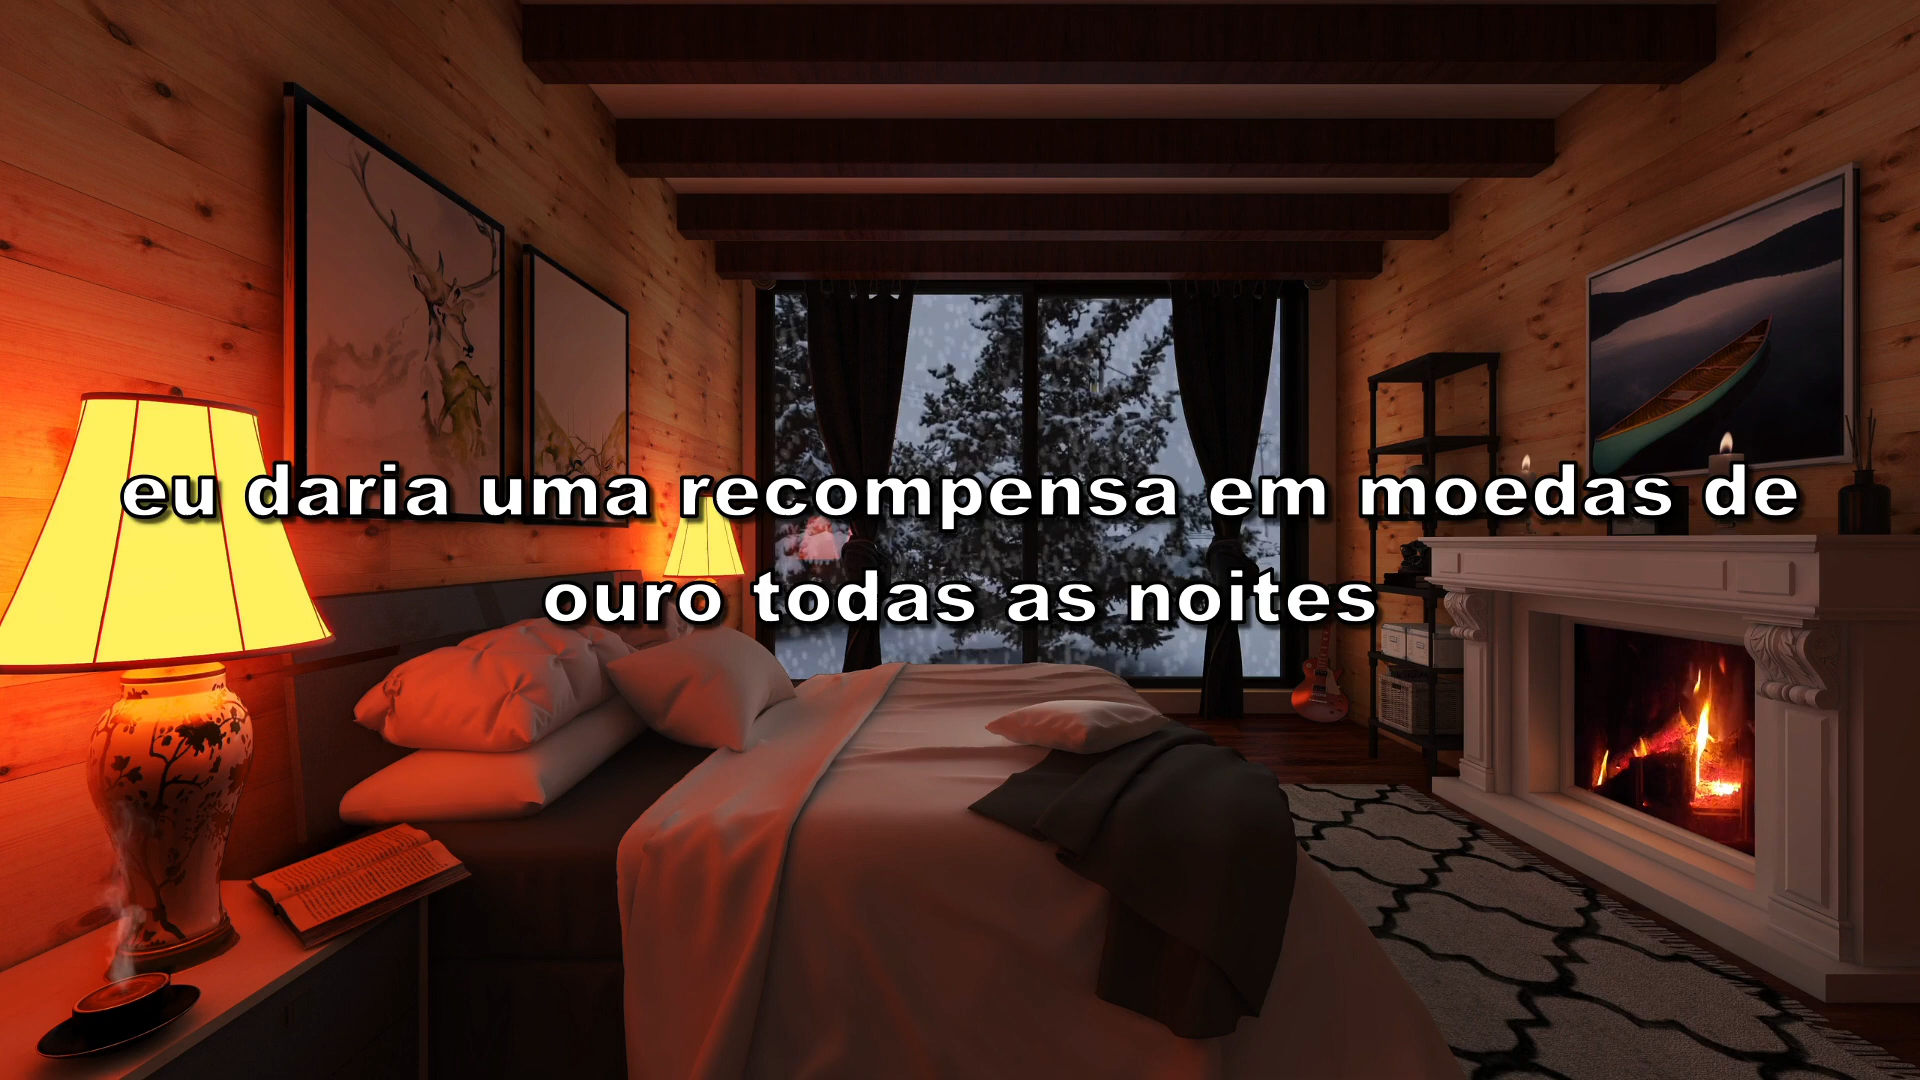 eu daria uma recompensa em moedas de
ouro todas as noites